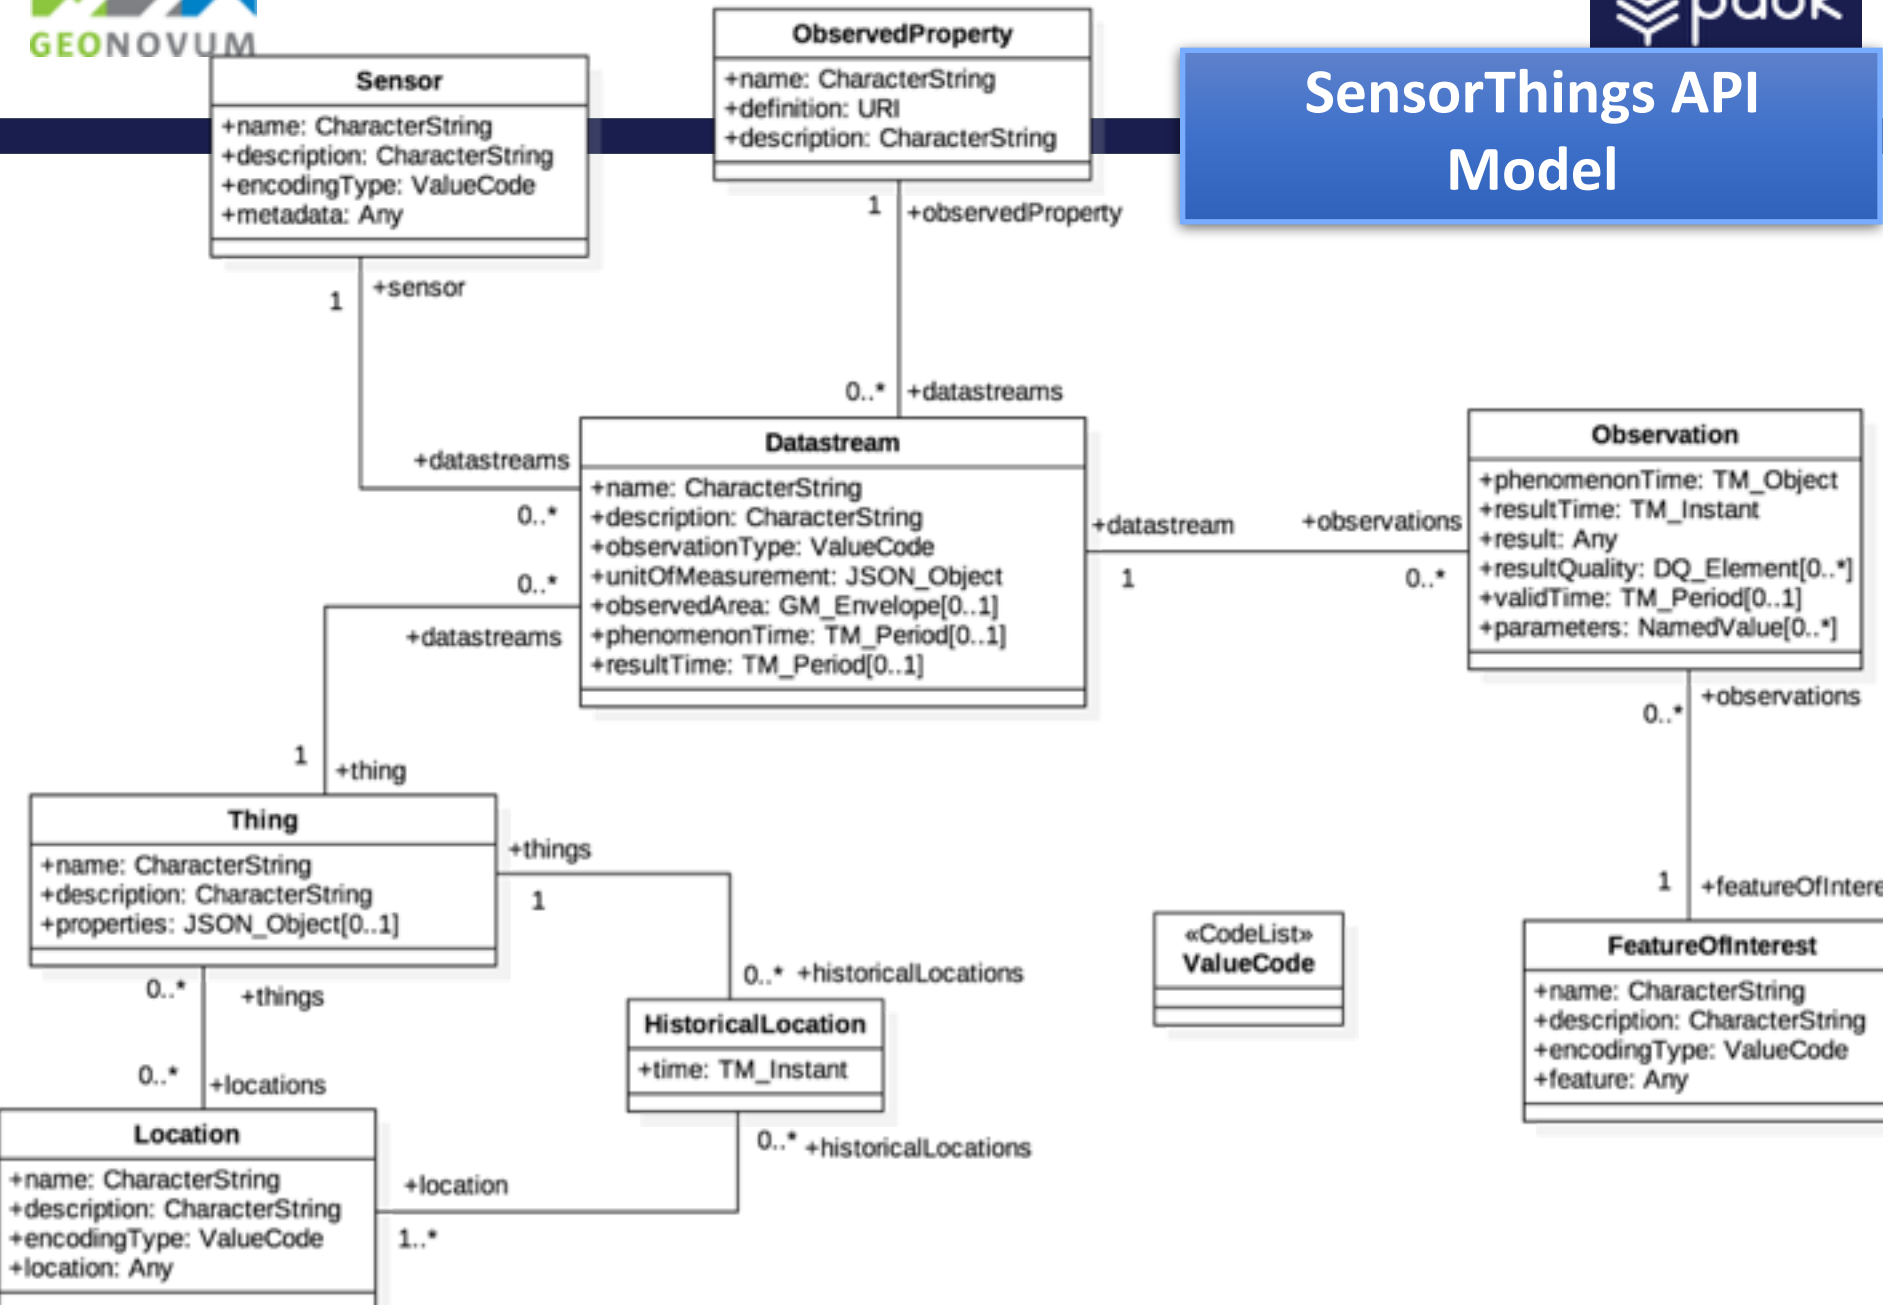 GEONOVUM
pdok
SensorThings API
Model
ObservedProperty
+name: CharacterString
+definition: URI
+description: CharacterString
Sensor
+name: CharacterString
+description: CharacterString
+encodingType: ValueCode
+metadata: Any
1
+observedProperty
+sensor
1
0..*
+datastreams
Datastream
+name: CharacterString
+description: CharacterString
+observationType: ValueCode
+unitOfMeasurement: JSON_Object
+observedArea: GM_Envelope[0..1]
+phenomenonTime: TM_Period[0..1]
+resultTime: TM_Period[0..1]
+datastreams
0..*
0..*
+datastreams
+datastream
1
+observations
0..*
Observation
+phenomenonTime: TM_Object
+resultTime: TM_Instant
+result: Any
+resultQuality: DQ_Element[0..*]
+validTime: TM_Period[0..1]
+parameters: NamedValue[0..*]
+observations
0..*
1
+thing
Thing
+name: CharacterString
+description: CharacterString
+properties: JSON_Object[0..1]
+things
1
1
+featureOfIntere
«CodeList»
ValueCode
FeatureOfInterest
+name: CharacterString
+description: CharacterString
+encodingType: ValueCode
+feature: Any
0..*
+things
0..* +historicalLocations
HistoricalLocation
+time: TM_Instant
0..*
+locations
0..* +historicalLocations
Location
+name: CharacterString
+description: CharacterString
+encodingType: ValueCode
+location: Any
+location
1..*